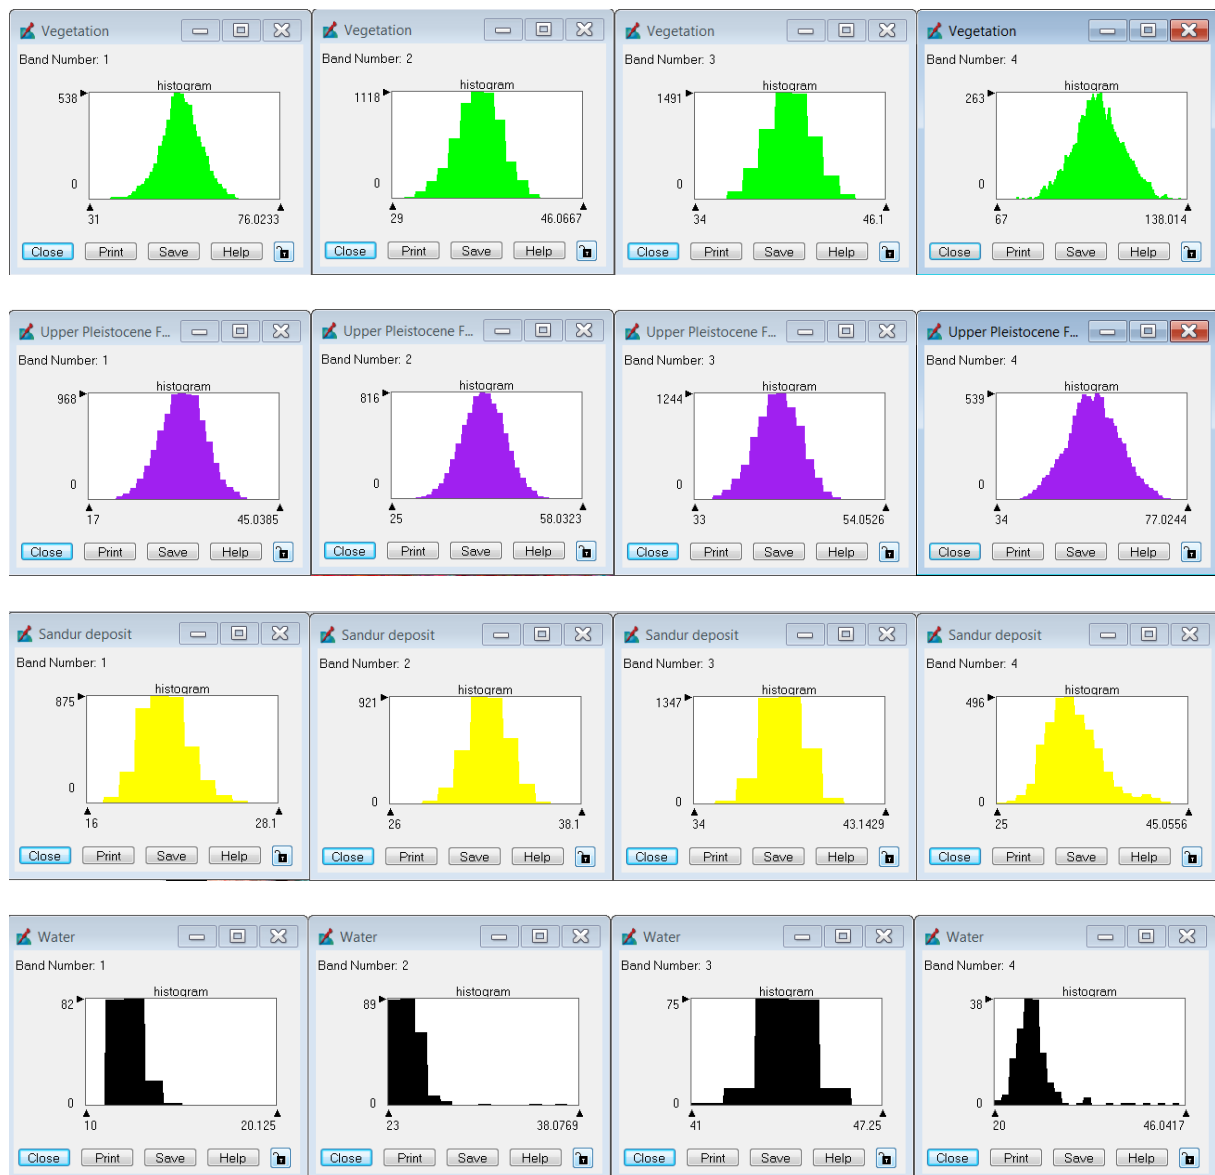 Vegetation
Band Number: 1
histogram
538
0
31 76.0233
Close Print Save Help
Vegetation
Band Number: 2
histogram
1118
0
29 46.0667
Close Print Save Help
Vegetation
Band Number: 3
histogram
1491
0
34 46.1
Close Print Save Help
Vegetation
Band Number: 4
histogram
263
0
67 138.014
Close Print Save Help
Upper Pleistocene F...
Band Number: 1
histogram
968
0
17 45.0385
Close Print Save Help
Upper Pleistocene F...
Band Number: 2
histogram
816
0
25 58.0323
Close Print Save Help
Upper Pleistocene F...
Band Number: 3
histogram
1244
0
33 54.0526
Close Print Save Help
Upper Pleistocene F...
Band Number: 4
histogram
539
0
34 77.0244
Close Print Save Help
Sandur deposit
Band Number: 1
histogram
875
0
16 28.1
Close Print Save Help
Sandur deposit
Band Number: 2
histogram
921
0
26 38.1
Close Print Save Help
Sandur deposit
Band Number: 3
histogram
1347
0
34 43.1429
Close Print Save Help
Sandur deposit
Band Number: 4
histogram
496
0
25 45.0556
Close Print Save Help
Water
Band Number: 1
histogram
82
0
10 20.125
Close Print Save Help
Water
Band Number: 2
histogram
89
0
23 38.0769
Close Print Save Help
Water
Band Number: 3
histogram
75
0
41 47.25
Close Print Save Help
Water
Band Number: 4
histogram
38
0
20 46.0417
Close Print Save Help